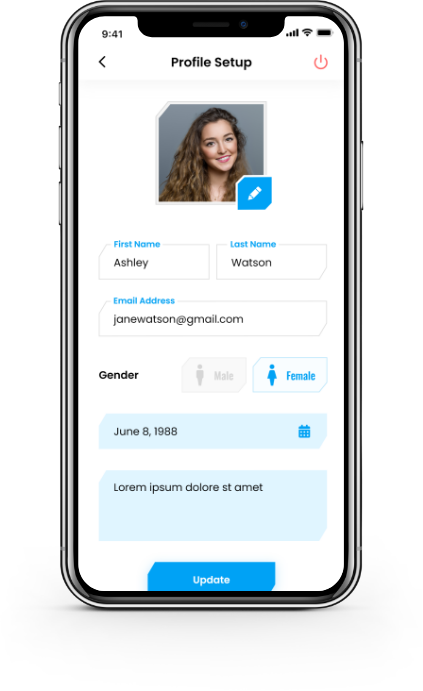 9:41
Profile Setup
First Name
Last Name
Ashley
Watson
Email Address
janewatson@gmail.com
Gender
Male
Female
June 8, 1988
Lorem ipsum dolore st amet
Update